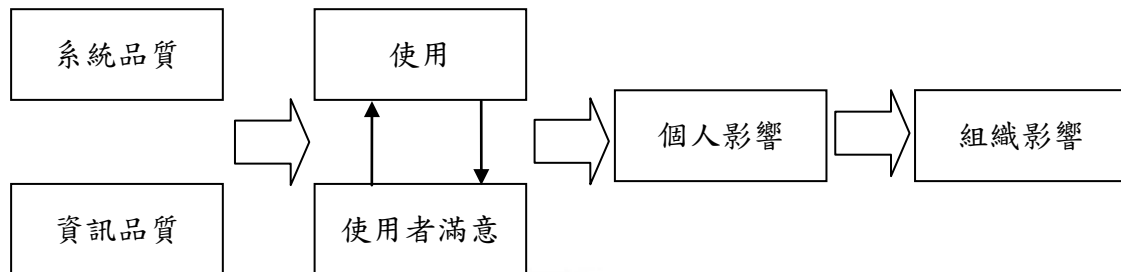 系統品質
使用
個人影響
組織影響
資訊品質
使用者滿意